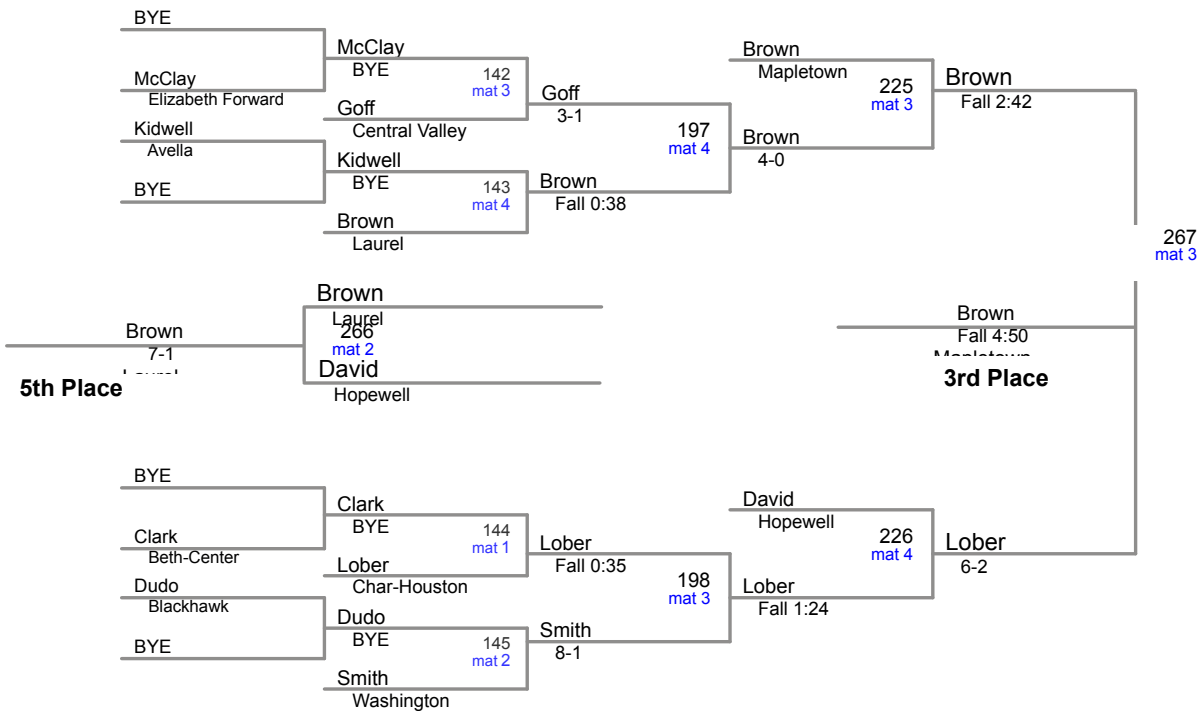 BYE
McClay
Elizabeth Forward
Kidwell
Avella
BYE
McClay
BYE
142
mat 3
Goff
Central Valley
Kidwell
BYE
143
mat 4
Brown
Laurel
Goff
3-1
197
mat 4
Brown
Fall 0:38
Brown
Mapletown
225
mat 3
Brown
4-0
Brown
Fall 2:42
267
mat 3
Brown
Laurel
266
mat 2
David
Hopewell
Brown
7-1
Laurel
5th Place
Brown
Fall 4:50
Mapletown
3rd Place
BYE
Clark
Beth-Center
Dudo
Blackhawk
BYE
Clark
BYE
144
mat 1
Lober
Char-Houston
Dudo
BYE
145
mat 2
Smith
Washington
Lober
Fall 0:35
198
mat 3
Smith
8-1
David
Hopewell
226
mat 4
Lober
Fall 1:24
Lober
6-2